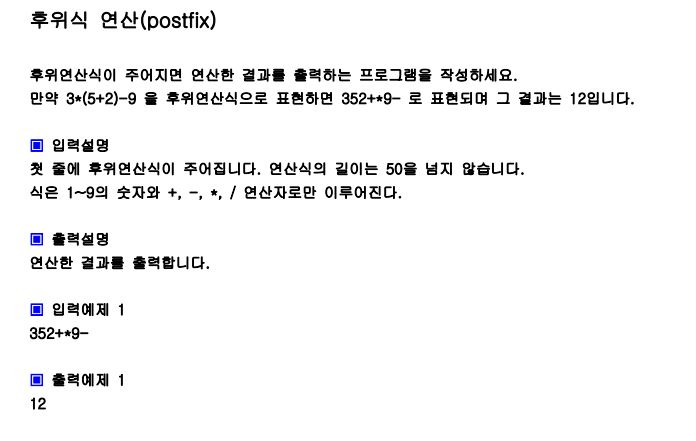 후위식 연산(postfix)
후위연산식이 주어지면 연산한 결과를 출력하는 프로그램을 작성하세요.
만약 3*(5+2)-9 을 후위연산식으로 표현하면 352+*9- 로 표현되며 그 결과는 12입니다.
▣ 입력설명
첫 줄에 후위연산식이 주어집니다. 연산식의 길이는 50을 넘지 않습니다.
식은 1~9의 숫자와 +, -, *, / 연산자로만 이루어진다.
▣ 출력설명
연산한 결과를 출력합니다.
▣ 입력예제 1
352+*9-
▣ 출력예제 1
12